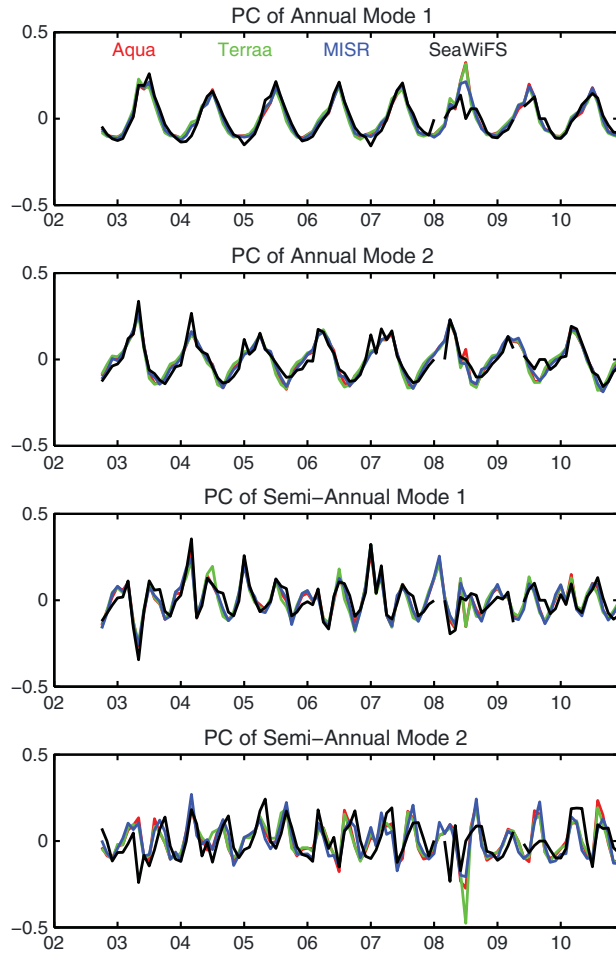 PC of Annual Mode 1
0.5
Aqua Terraa MISR SeaWiFS
0
−0.5
02 03 04 05 06 07 08 09 10
PC of Annual Mode 2
0.5
0
−0.5
02 03 04 05 06 07 08 09 10
PC of Semi−Annual Mode 1
0.5
0
−0.5
02 03 04 05 06 07 08 09 10
PC of Semi−Annual Mode 2
0.5
0
−0.5
02 03 04 05 06 07 08 09 10